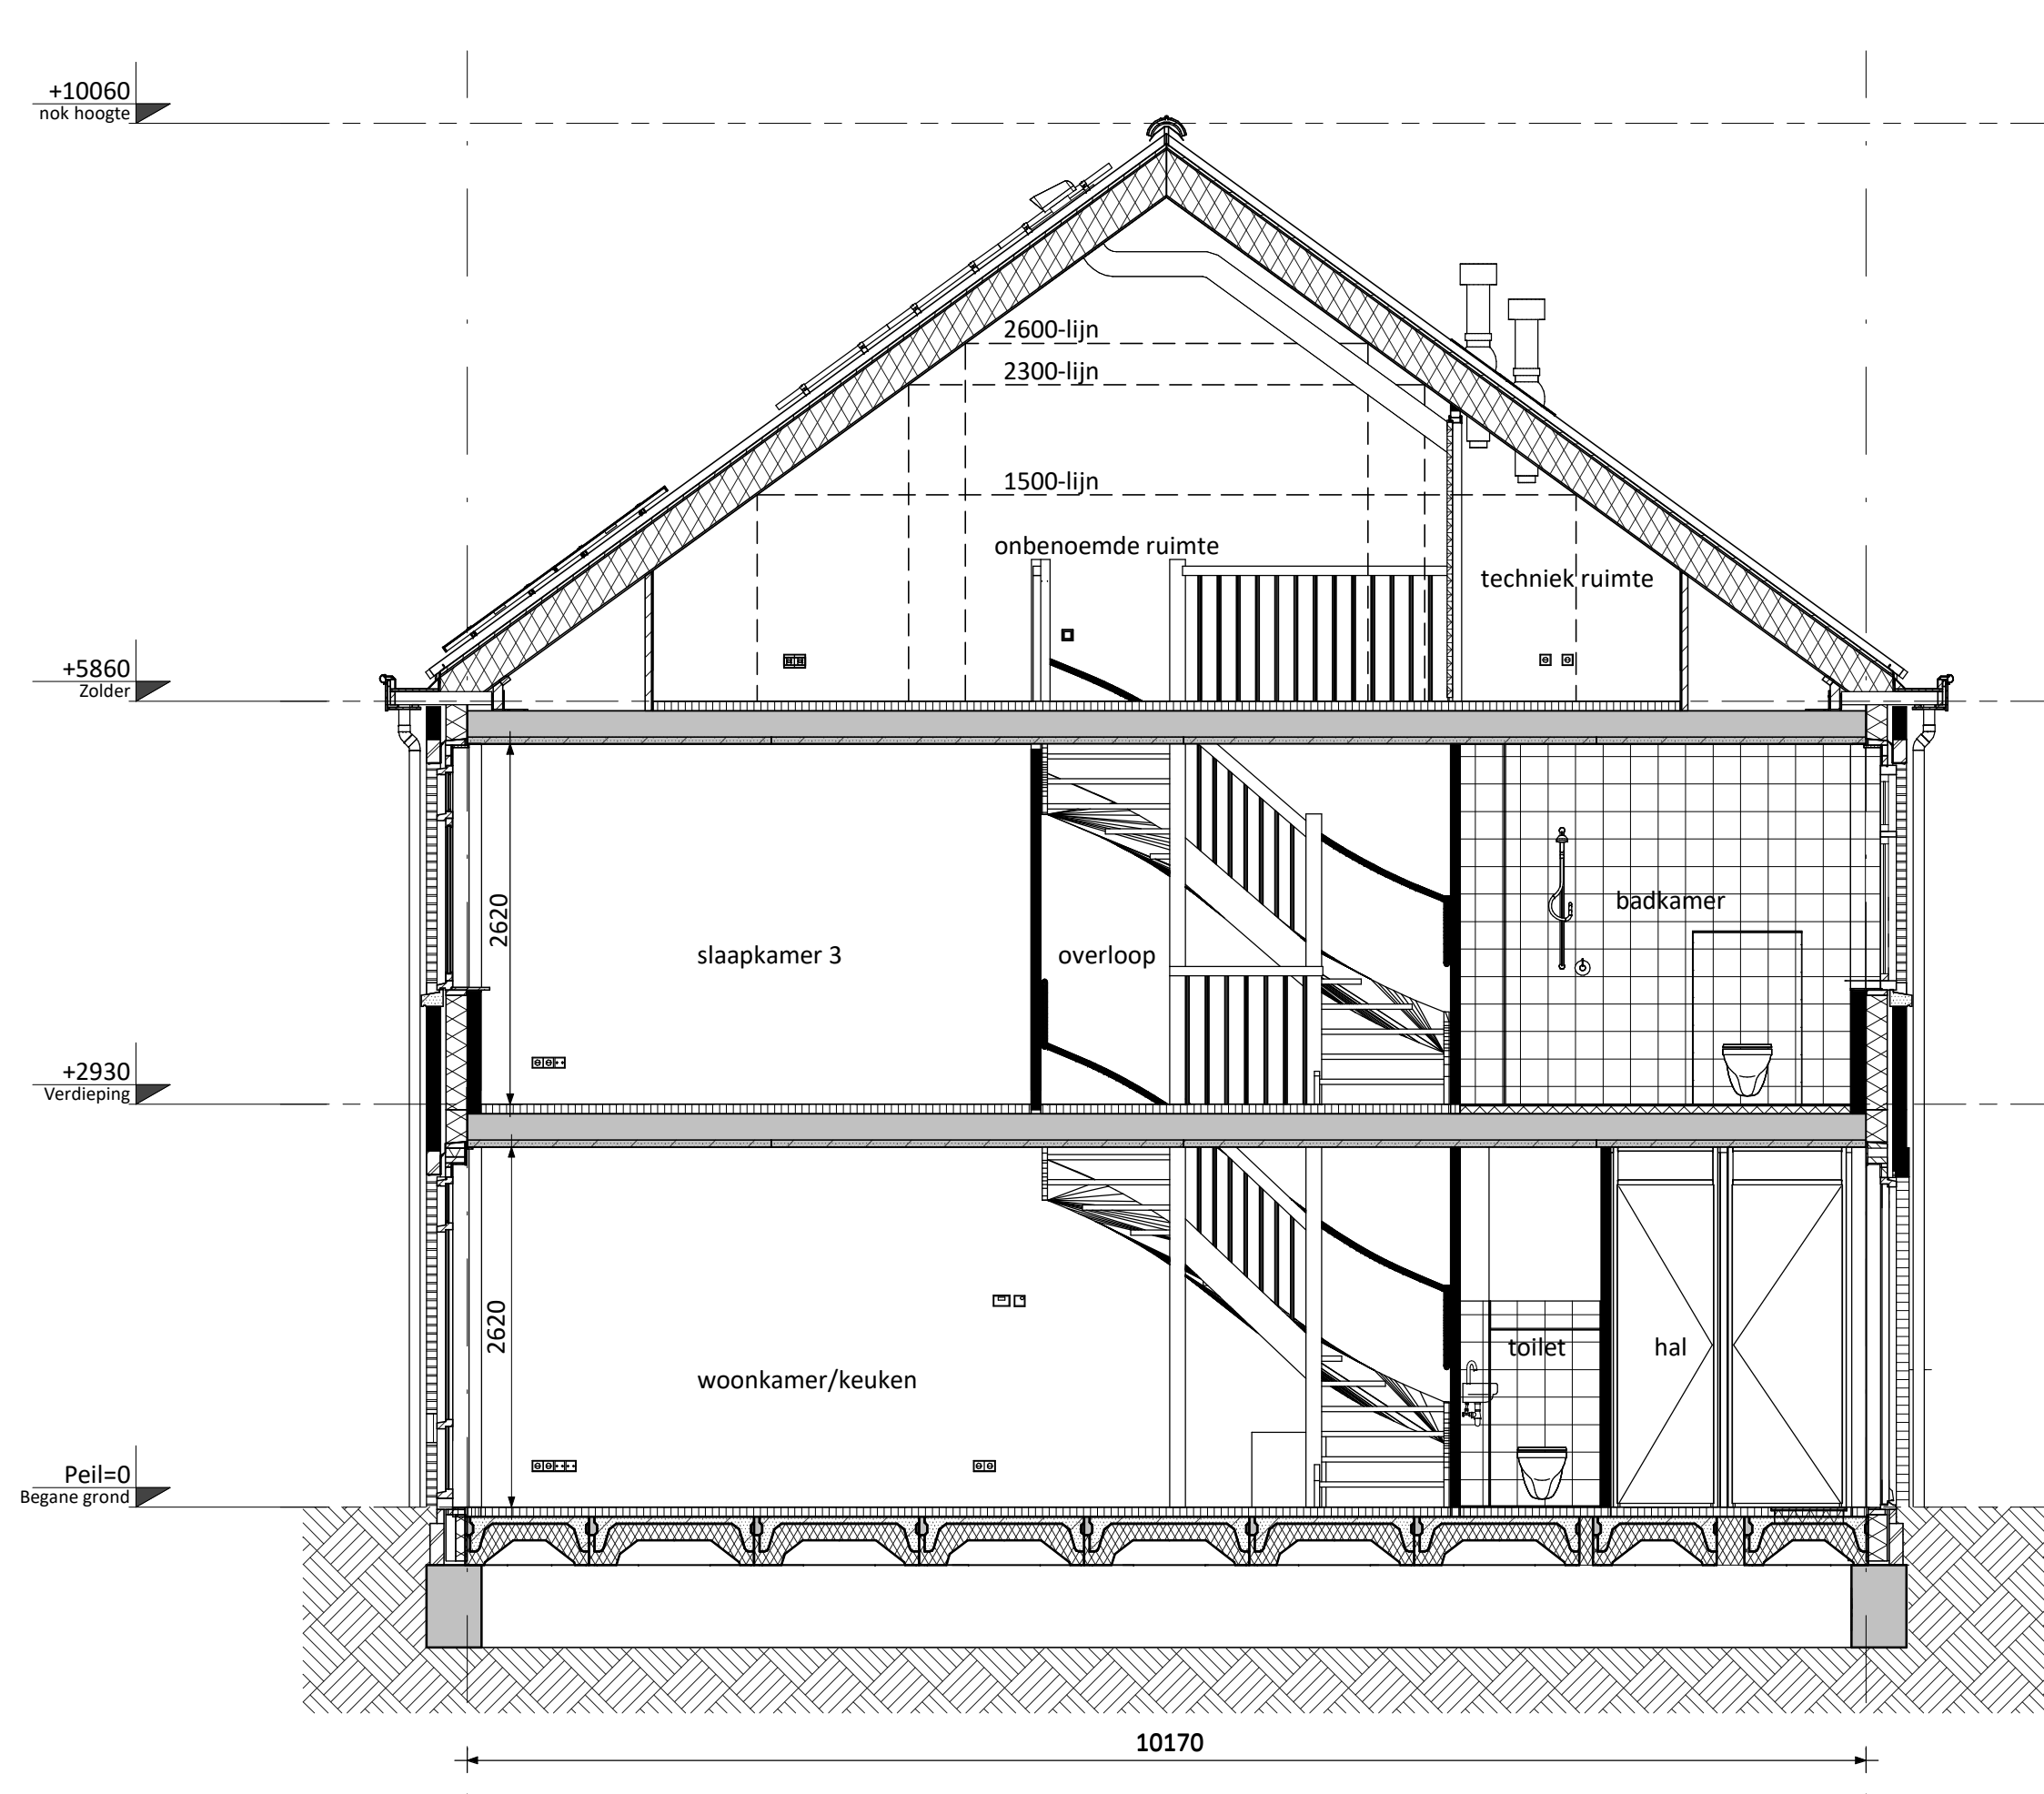 +10060
nok hoogte
2600-lijn
2300-lijn
1500-lijn
onbenoemde ruimte
techniek ruimte
+5860
Zolder
2620
slaapkamer 3
overloop
badkamer
+2930
Verdieping
2620
woonkamer/keuken
toilet
hal
Peil=0
Begane grond
10170